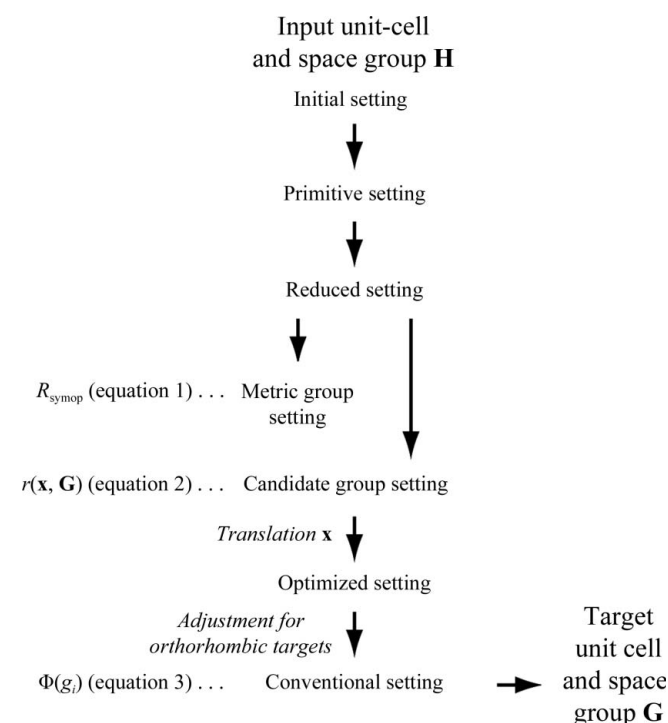 Input unit-cell
and space group H
Initial setting
Primitive setting
Reduced setting
R_symop (equation 1) . . . Metric group
setting
r(x, G) (equation 2) . . . Candidate group setting
Translation x
Optimized setting
Adjustment for
orthorhombic targets
Φ(g_i) (equation 3) . . . Conventional setting
Target
unit cell
and space
group G